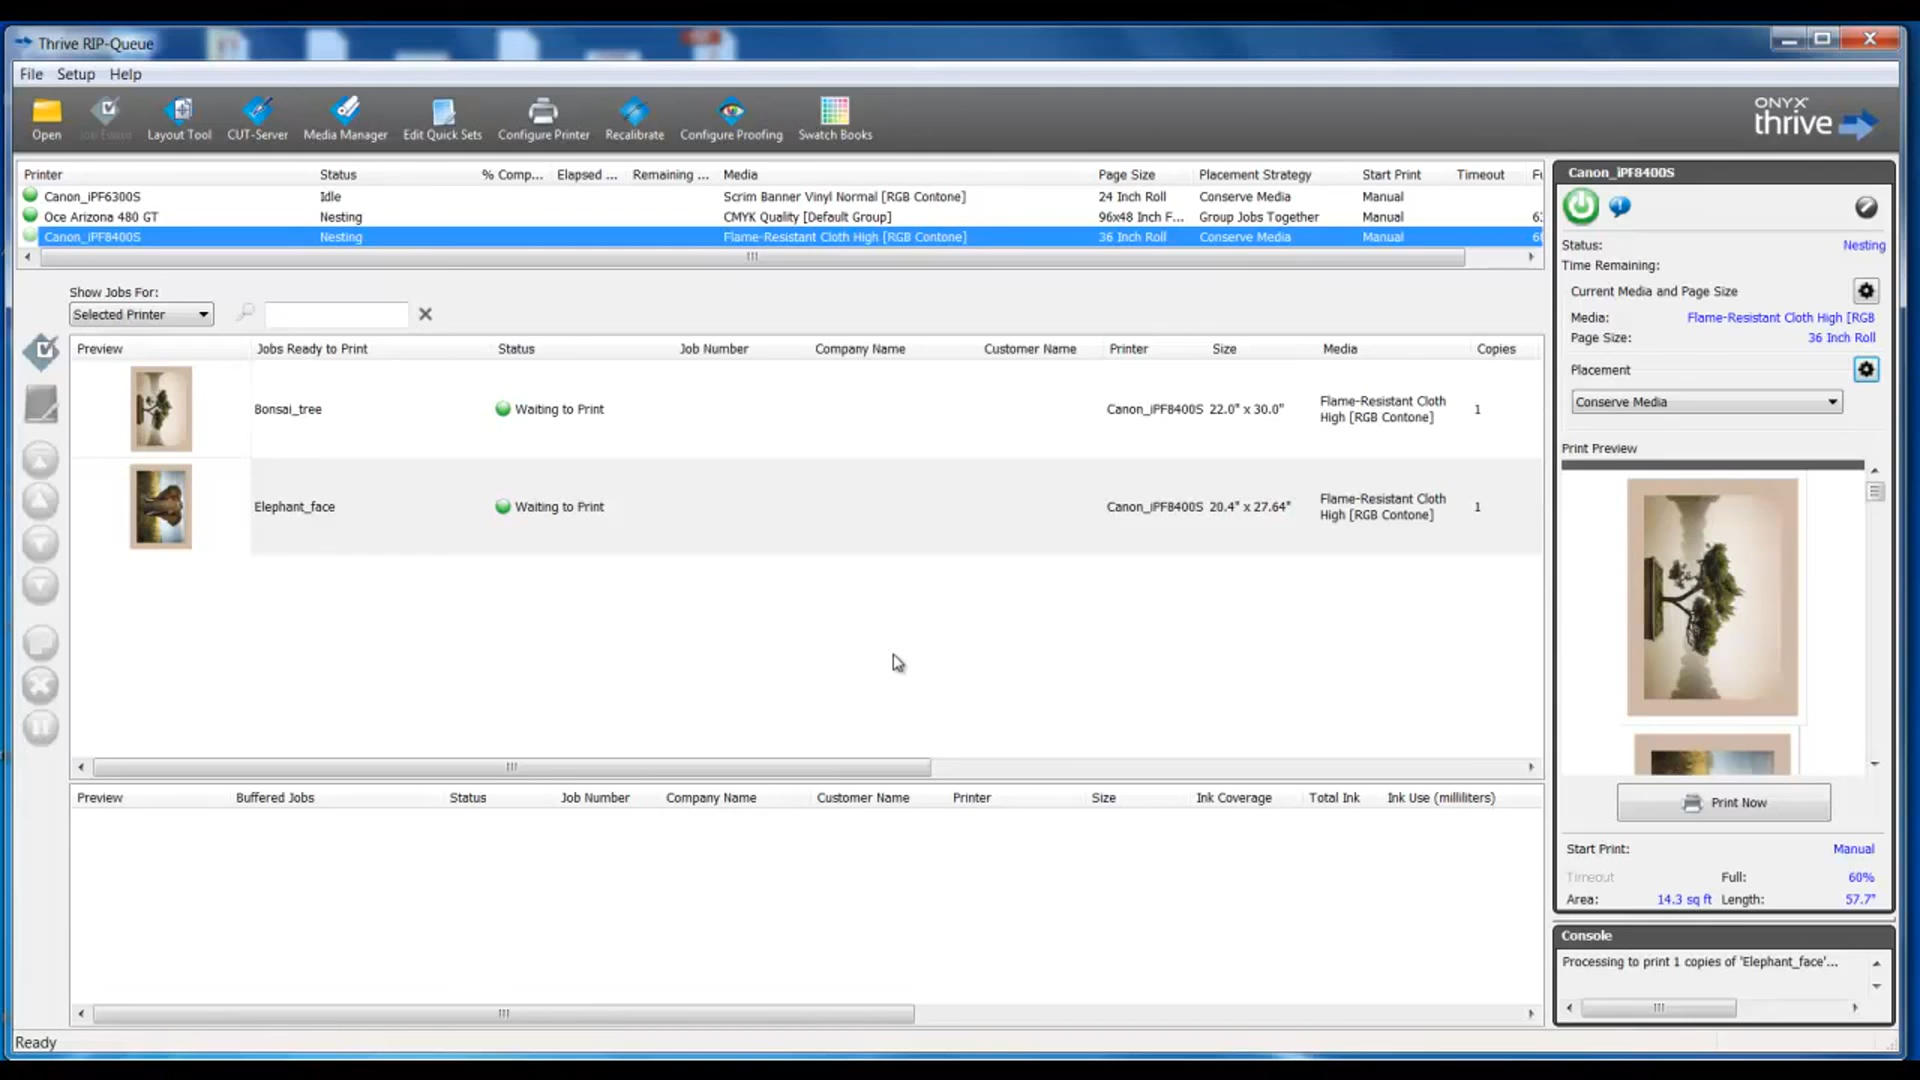 Thrive RIP-Queue
File Setup Help
Open Layout Tool CUT-Server Media Manager Edit Quick Sets Configure Printer Recalibrate Configure Proofing Swatch Books
ONYX
thrive
Printer Status % Comp... Elapsed ... Remaining ... Media Page Size Placement Strategy Start Print Timeout Fu
Canon_iPF6300S Idle Scrim Banner Vinyl Normal [RGB Contone] 24 Inch Roll Conserve Media Manual
Oce Arizona 480 GT Nesting CMYK Quality [Default Group] 96x48 Inch F... Group Jobs Together Manual
Canon_iPF8400S Nesting Flame-Resistant Cloth High [RGB Contone] 36 Inch Roll Conserve Media Manual
Show Jobs For:
Selected Printer
Preview Jobs Ready to Print Status Job Number Company Name Customer Name Printer Size Media Copies
Bonsai_tree Waiting to Print Canon_iPF8400S 22.0" x 30.0" Flame-Resistant Cloth
High [RGB Contone] 1
Elephant_face Waiting to Print Canon_iPF8400S 20.4" x 27.64" Flame-Resistant Cloth
High [RGB Contone] 1
Preview Buffered Jobs Status Job Number Company Name Customer Name Printer Size Ink Coverage Total Ink Ink Use (milliliters)
Ready
Canon_iPF8400S
Status: Nesting
Time Remaining:
Current Media and Page Size
Media: Flame-Resistant Cloth High [RGB
Page Size: 36 Inch Roll
Placement
Conserve Media
Print Preview
Print Now
Start Print: Manual
Timeout Full: 60%
Area: 14.3 sq ft Length: 57.7"
Console
Processing to print 1 copies of 'Elephant_face'...